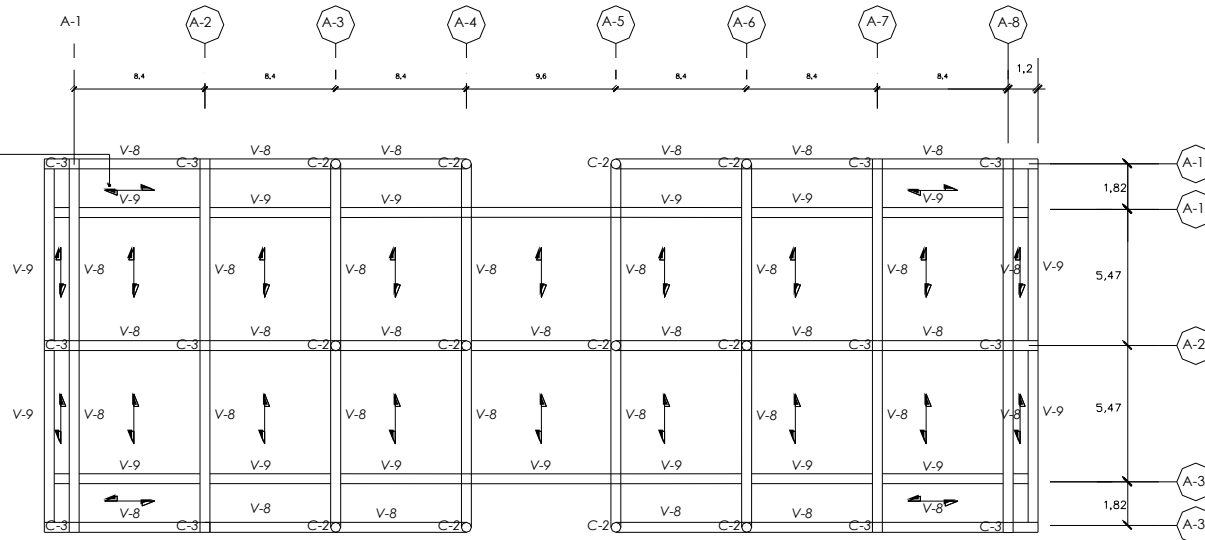 A-1 A-2 A-3 A-4 A-5 A-6 A-7 A-8
8,4 8,4 8,4 9,6 8,4 8,4 8,4 1,2
V-8 V-8 V-8 V-8 V-8 V-8
C-3 C-3 C-2 C-2 C-2 C-2 C-3 C-3 A-1
V-9 V-9 V-9 V-9 V-9 V-9 1,82
A-1
V-9 V-8 V-8 V-8 V-8 V-8 V-8 V-8 V-8 V-9 5,47
V-8 V-8 V-8 V-8 V-8 V-8
C-3 C-3 C-2 C-2 C-2 C-2 C-3 C-3 A-2
V-9 V-8 V-8 V-8 V-8 V-8 V-8 V-8 V-8 V-9 5,47
V-9 V-9 V-9 V-9 V-9 V-9
A-3
V-8 V-8 V-8 V-8 V-8 V-8 1,82
C-3 C-3 C-2 C-2 C-2 C-2 C-3 C-3 A-3